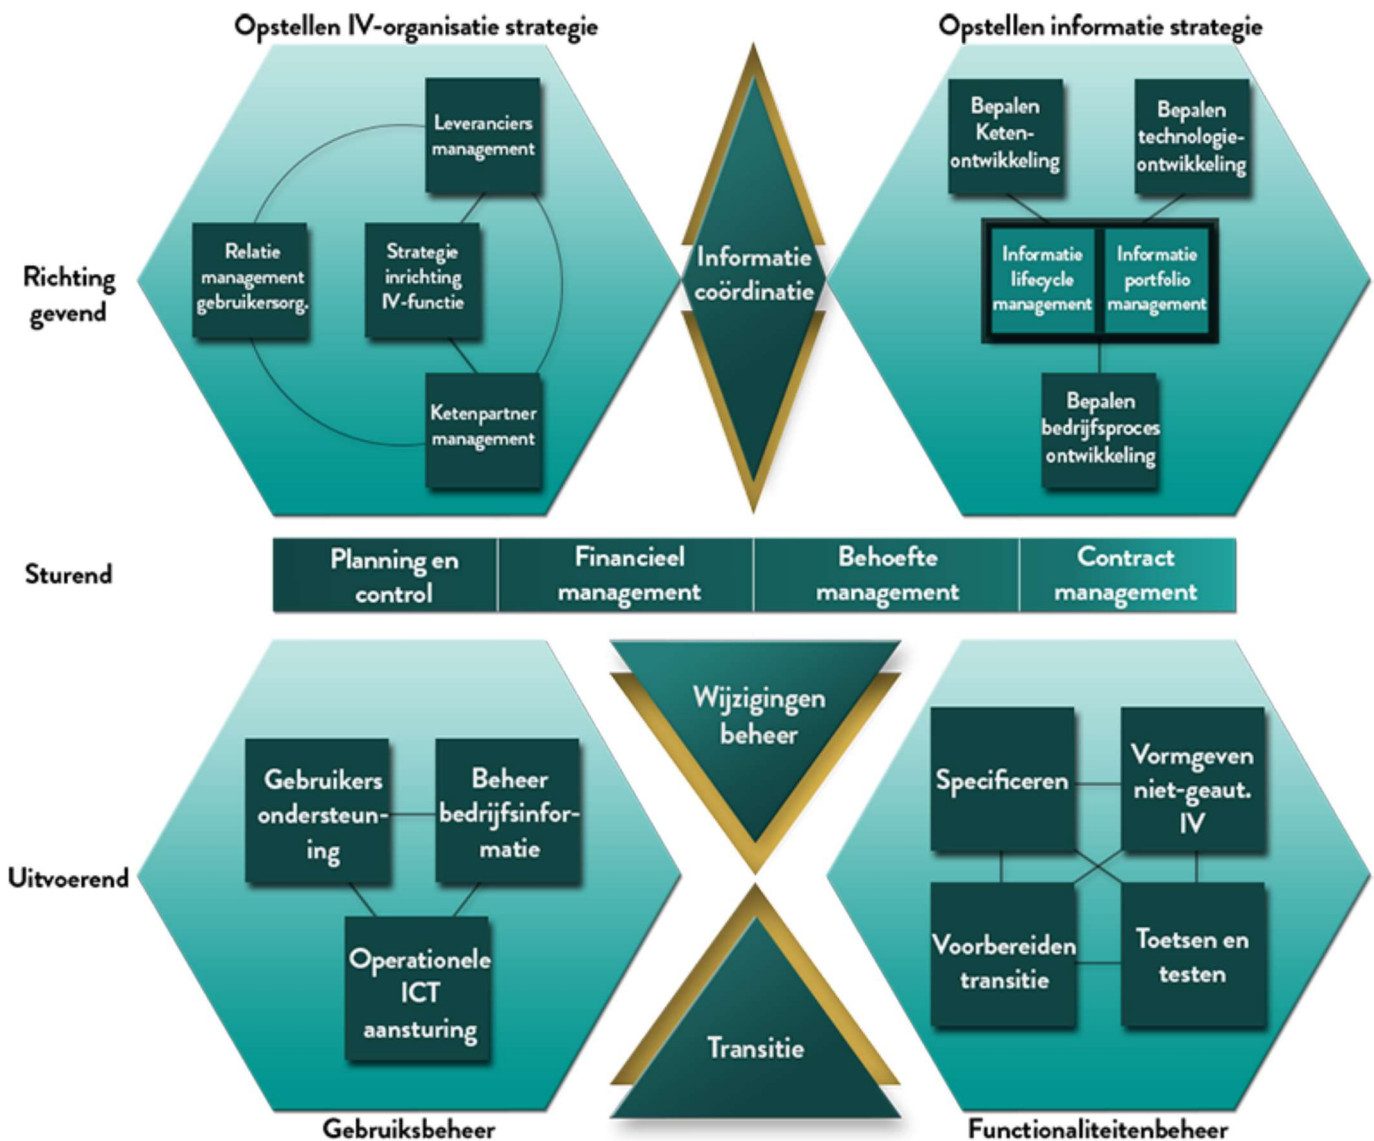 Opstellen IV-organisatie strategie
Opstellen informatie strategie
Richting
gevend
Leveranciers
management
Relatie
management
gebruikersorg.
Strategie
inrichting
IV-functie
Ketenpartner
management
Informatie
coördinatie
Bepalen
Keten-
ontwikkeling
Bepalen
technologie-
ontwikkeling
Informatie
lifecycle
management
Informatie
portfolio
management
Bepalen
bedrijfsproces
ontwikkeling
Sturend
Planning en
control
Financieel
management
Behoefte
management
Contract
management
Uitvoerend
Gebruikers
ondersteun-
ing
Beheer
bedrijfsinfor-
matie
Operationele
ICT
aansturing
Wijzigingen
beheer
Transitie
Specificeren
Vormgeven
niet-geaut.
IV
Voorbereiden
transitie
Toetsen en
testen
Gebruiksbeheer
Functionaliteitenbeheer